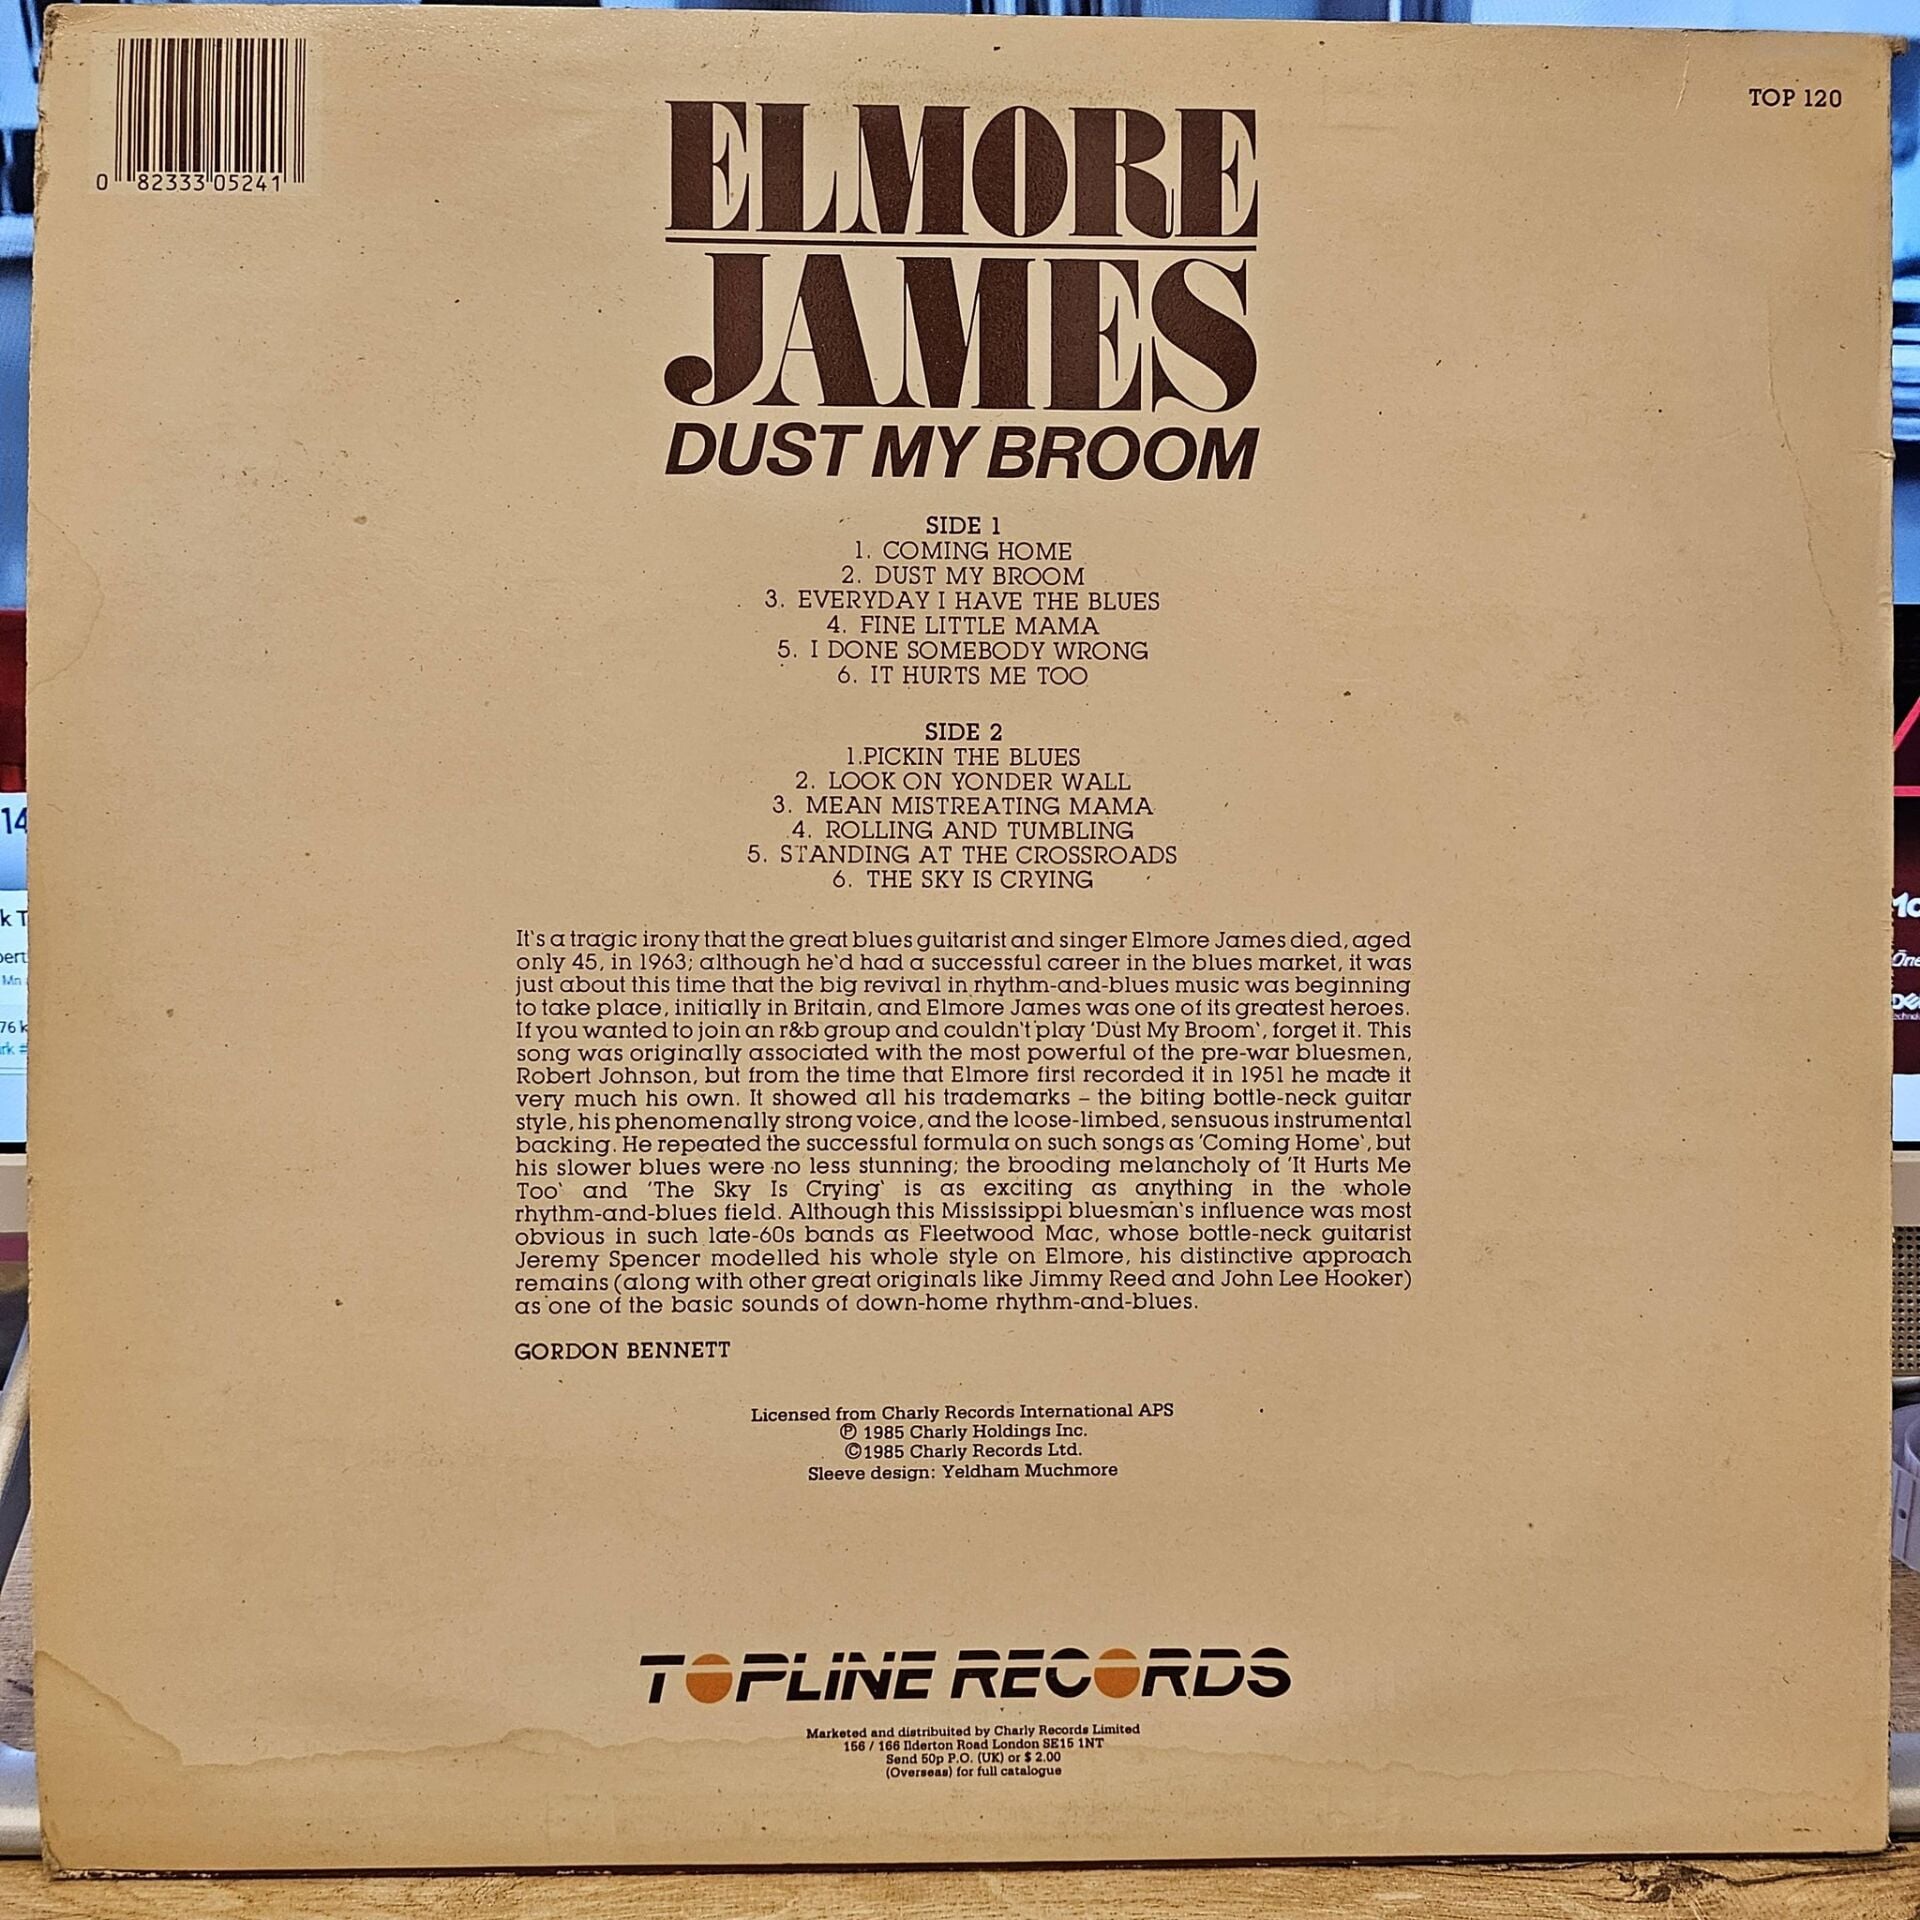 0 82333 05241
TOP 120
ELMORE
JAMES
DUST MY BROOM
SIDE 1
1. COMING HOME
2. DUST MY BROOM
3. EVERYDAY I HAVE THE BLUES
4. FINE LITTLE MAMA
5. I DONE SOMEBODY WRONG
6. IT HURTS ME TOO
SIDE 2
1.PICKIN THE BLUES
2. LOOK ON YONDER WALL
3. MEAN MISTREATING MAMA
4. ROLLING AND TUMBLING
5. STANDING AT THE CROSSROADS
6. THE SKY IS CRYING
It's a tragic irony that the great blues guitarist and singer Elmore James died, aged
only 45, in 1963; although he'd had a successful career in the blues market, it was
just about this time that the big revival in rhythm-and-blues music was beginning
to take place, initially in Britain, and Elmore James was one of its greatest heroes.
If you wanted to join an r&b group and couldn't play 'Dust My Broom', forget it. This
song was originally associated with the most powerful of the pre-war bluesmen,
Robert Johnson, but from the time that Elmore first recorded it in 1951 he made it
very much his own. It showed all his trademarks – the biting bottle-neck guitar
style, his phenomenally strong voice, and the loose-limbed, sensuous instrumental
backing. He repeated the successful formula on such songs as 'Coming Home', but
his slower blues were no less stunning; the brooding melancholy of 'It Hurts Me
Too' and 'The Sky Is Crying' is as exciting as anything in the whole
rhythm-and-blues field. Although this Mississippi bluesman's influence was most
obvious in such late-60s bands as Fleetwood Mac, whose bottle-neck guitarist
Jeremy Spencer modelled his whole style on Elmore, his distinctive approach
remains (along with other great originals like Jimmy Reed and John Lee Hooker)
as one of the basic sounds of down-home rhythm-and-blues.
GORDON BENNETT
Licensed from Charly Records International APS
℗ 1985 Charly Holdings Inc.
©1985 Charly Records Ltd.
Sleeve design: Yeldham Muchmore
TOPLINE RECORDS
Marketed and distribuited by Charly Records Limited
156 / 166 Ilderton Road London SE15 1NT
Send 50p P.O. (UK) or $ 2.00
(Overseas) for full catalogue